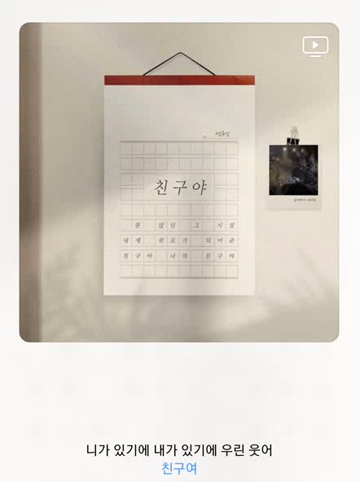 친구야
참 많던 그 시절
내게 위로가 되어준
친구야 나의 친구야
니가 있기에 내가 있기에 우린 웃어
친구여